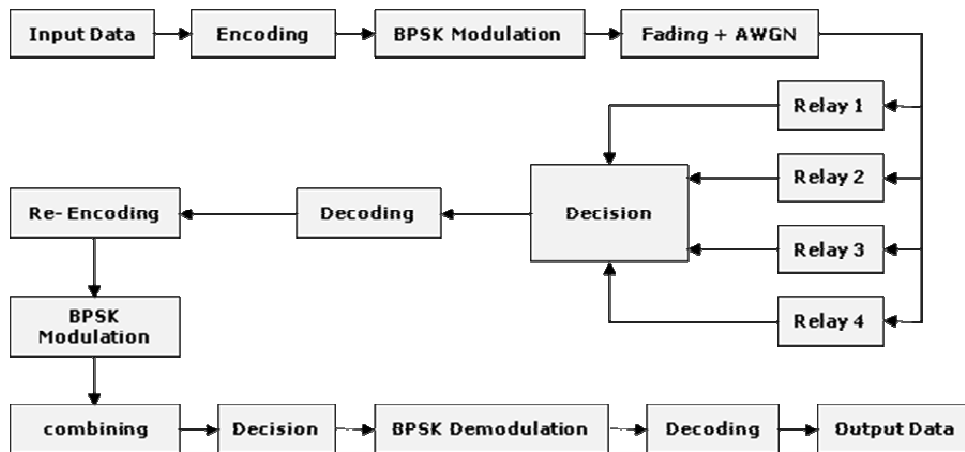 Input Data
Encoding
BPSK Modulation
Fading + AWGN
Relay 1
Relay 2
Relay 3
Relay 4
Decision
Decoding
Re- Encoding
BPSK
Modulation
combining
Decision
BPSK Demodulation
Decoding
Output Data